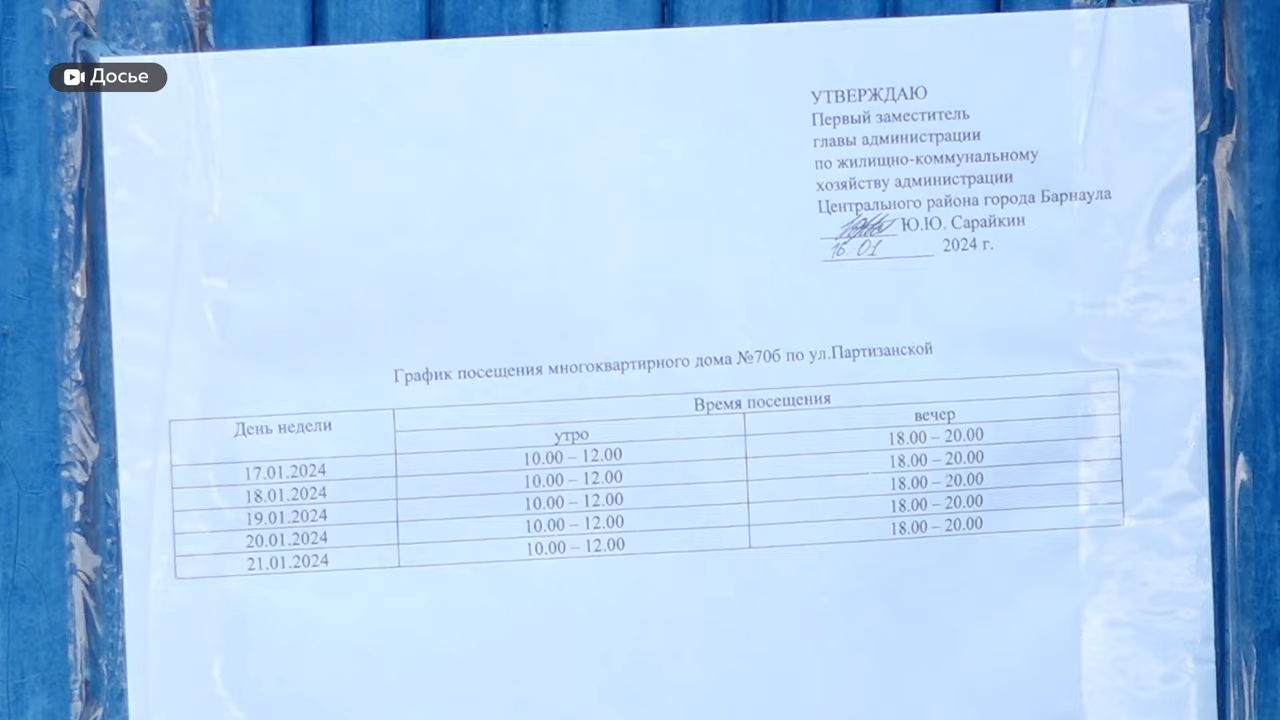 Досье
УТВЕРЖДАЮ
Первый заместитель
главы администрации
по жилищно-коммунальному
хозяйству администрации
Центрального района города Барнаула
Ю.Ю. Сарайкин
16.01 2024 г.
График посещения многоквартирного дома №70б по ул.Партизанской
День недели Время посещения
утро вечер
17.01.2024 10.00 – 12.00 18.00 – 20.00
18.01.2024 10.00 – 12.00 18.00 – 20.00
19.01.2024 10.00 – 12.00 18.00 – 20.00
20.01.2024 10.00 – 12.00 18.00 – 20.00
21.01.2024 10.00 – 12.00 18.00 – 20.00